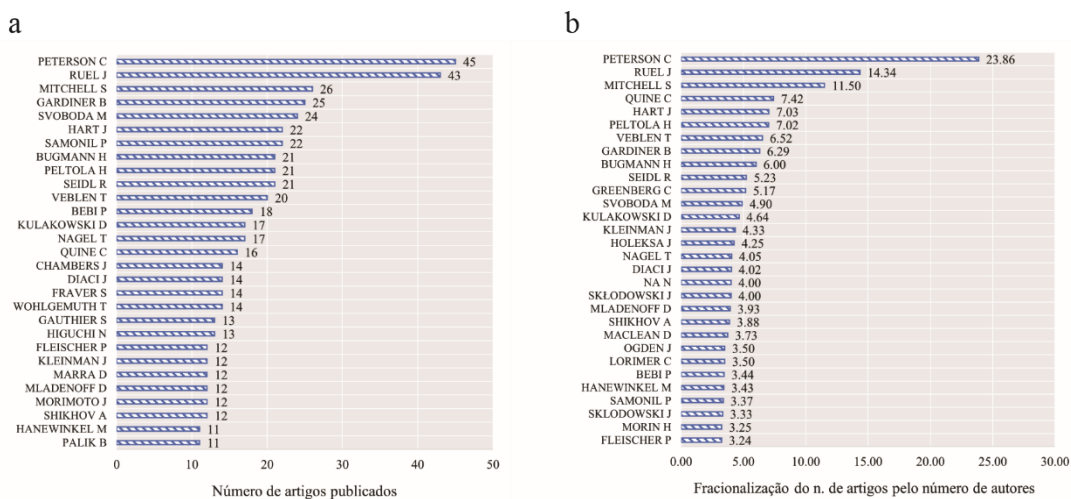 a
PETERSON C 45
RUEL J 43
MITCHELL S 26
GARDINER B 25
SVOBODA M 24
HART J 22
SAMONIL P 22
BUGMANN H 21
PELTOLA H 21
SEIDL R 21
VEBLEN T 20
BEBI P 18
KULAKOWSKI D 17
NAGEL T 17
QUINE C 16
CHAMBERS J 14
DIACI J 14
FRAVER S 14
WOHLGEMUTH T 14
GAUTHIER S 13
HIGUCHI N 13
FLEISCHER P 12
KLEINMAN J 12
MARRA D 12
MLADENOFF D 12
MORIMOTO J 12
SHIKHOV A 12
HANEWINKEL M 11
PALIK B 11
0 10 20 30 40 50
Número de artigos publicados
b
PETERSON C 23.86
RUEL J 14.34
MITCHELL S 11.50
QUINE C 7.42
HART J 7.03
PELTOLA H 7.02
VEBLEN T 6.52
GARDINER B 6.29
BUGMANN H 6.00
SEIDL R 5.23
GREENBERG C 5.17
SVOBODA M 4.90
KULAKOWSKI D 4.64
KLEINMAN J 4.33
HOLEKSA J 4.25
NAGEL T 4.05
DIACI J 4.02
NA N 4.00
SKŁODOWSKI J 4.00
MLADENOFF D 3.93
SHIKHOV A 3.88
MACLEAN D 3.73
OGDEN J 3.50
LORIMER C 3.50
BEBI P 3.44
HANEWINKEL M 3.43
SAMONIL P 3.37
SKLODOWSKI J 3.33
MORIN H 3.25
FLEISCHER P 3.24
0.00 5.00 10.00 15.00 20.00 25.00 30.00
Fracionalização do n. de artigos pelo número de autores